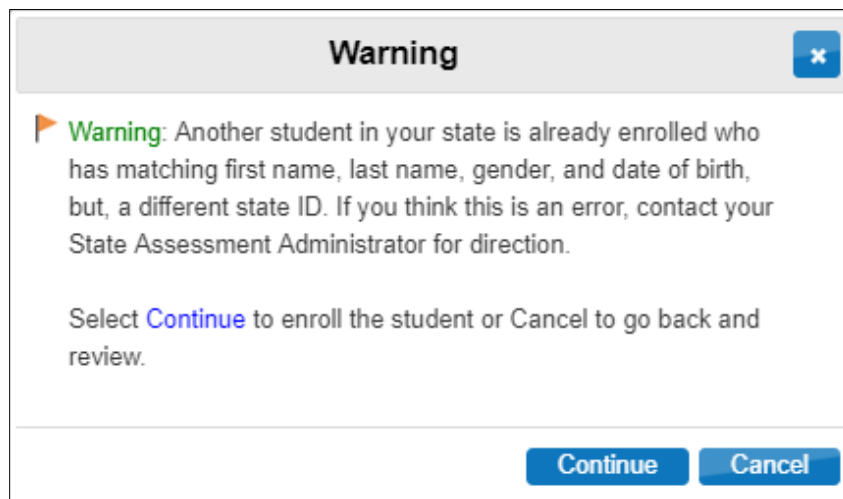 Warning
Warning: Another student in your state is already enrolled who
has matching first name, last name, gender, and date of birth,
but, a different state ID. If you think this is an error, contact your
State Assessment Administrator for direction.
Select Continue to enroll the student or Cancel to go back and
review.
Continue Cancel